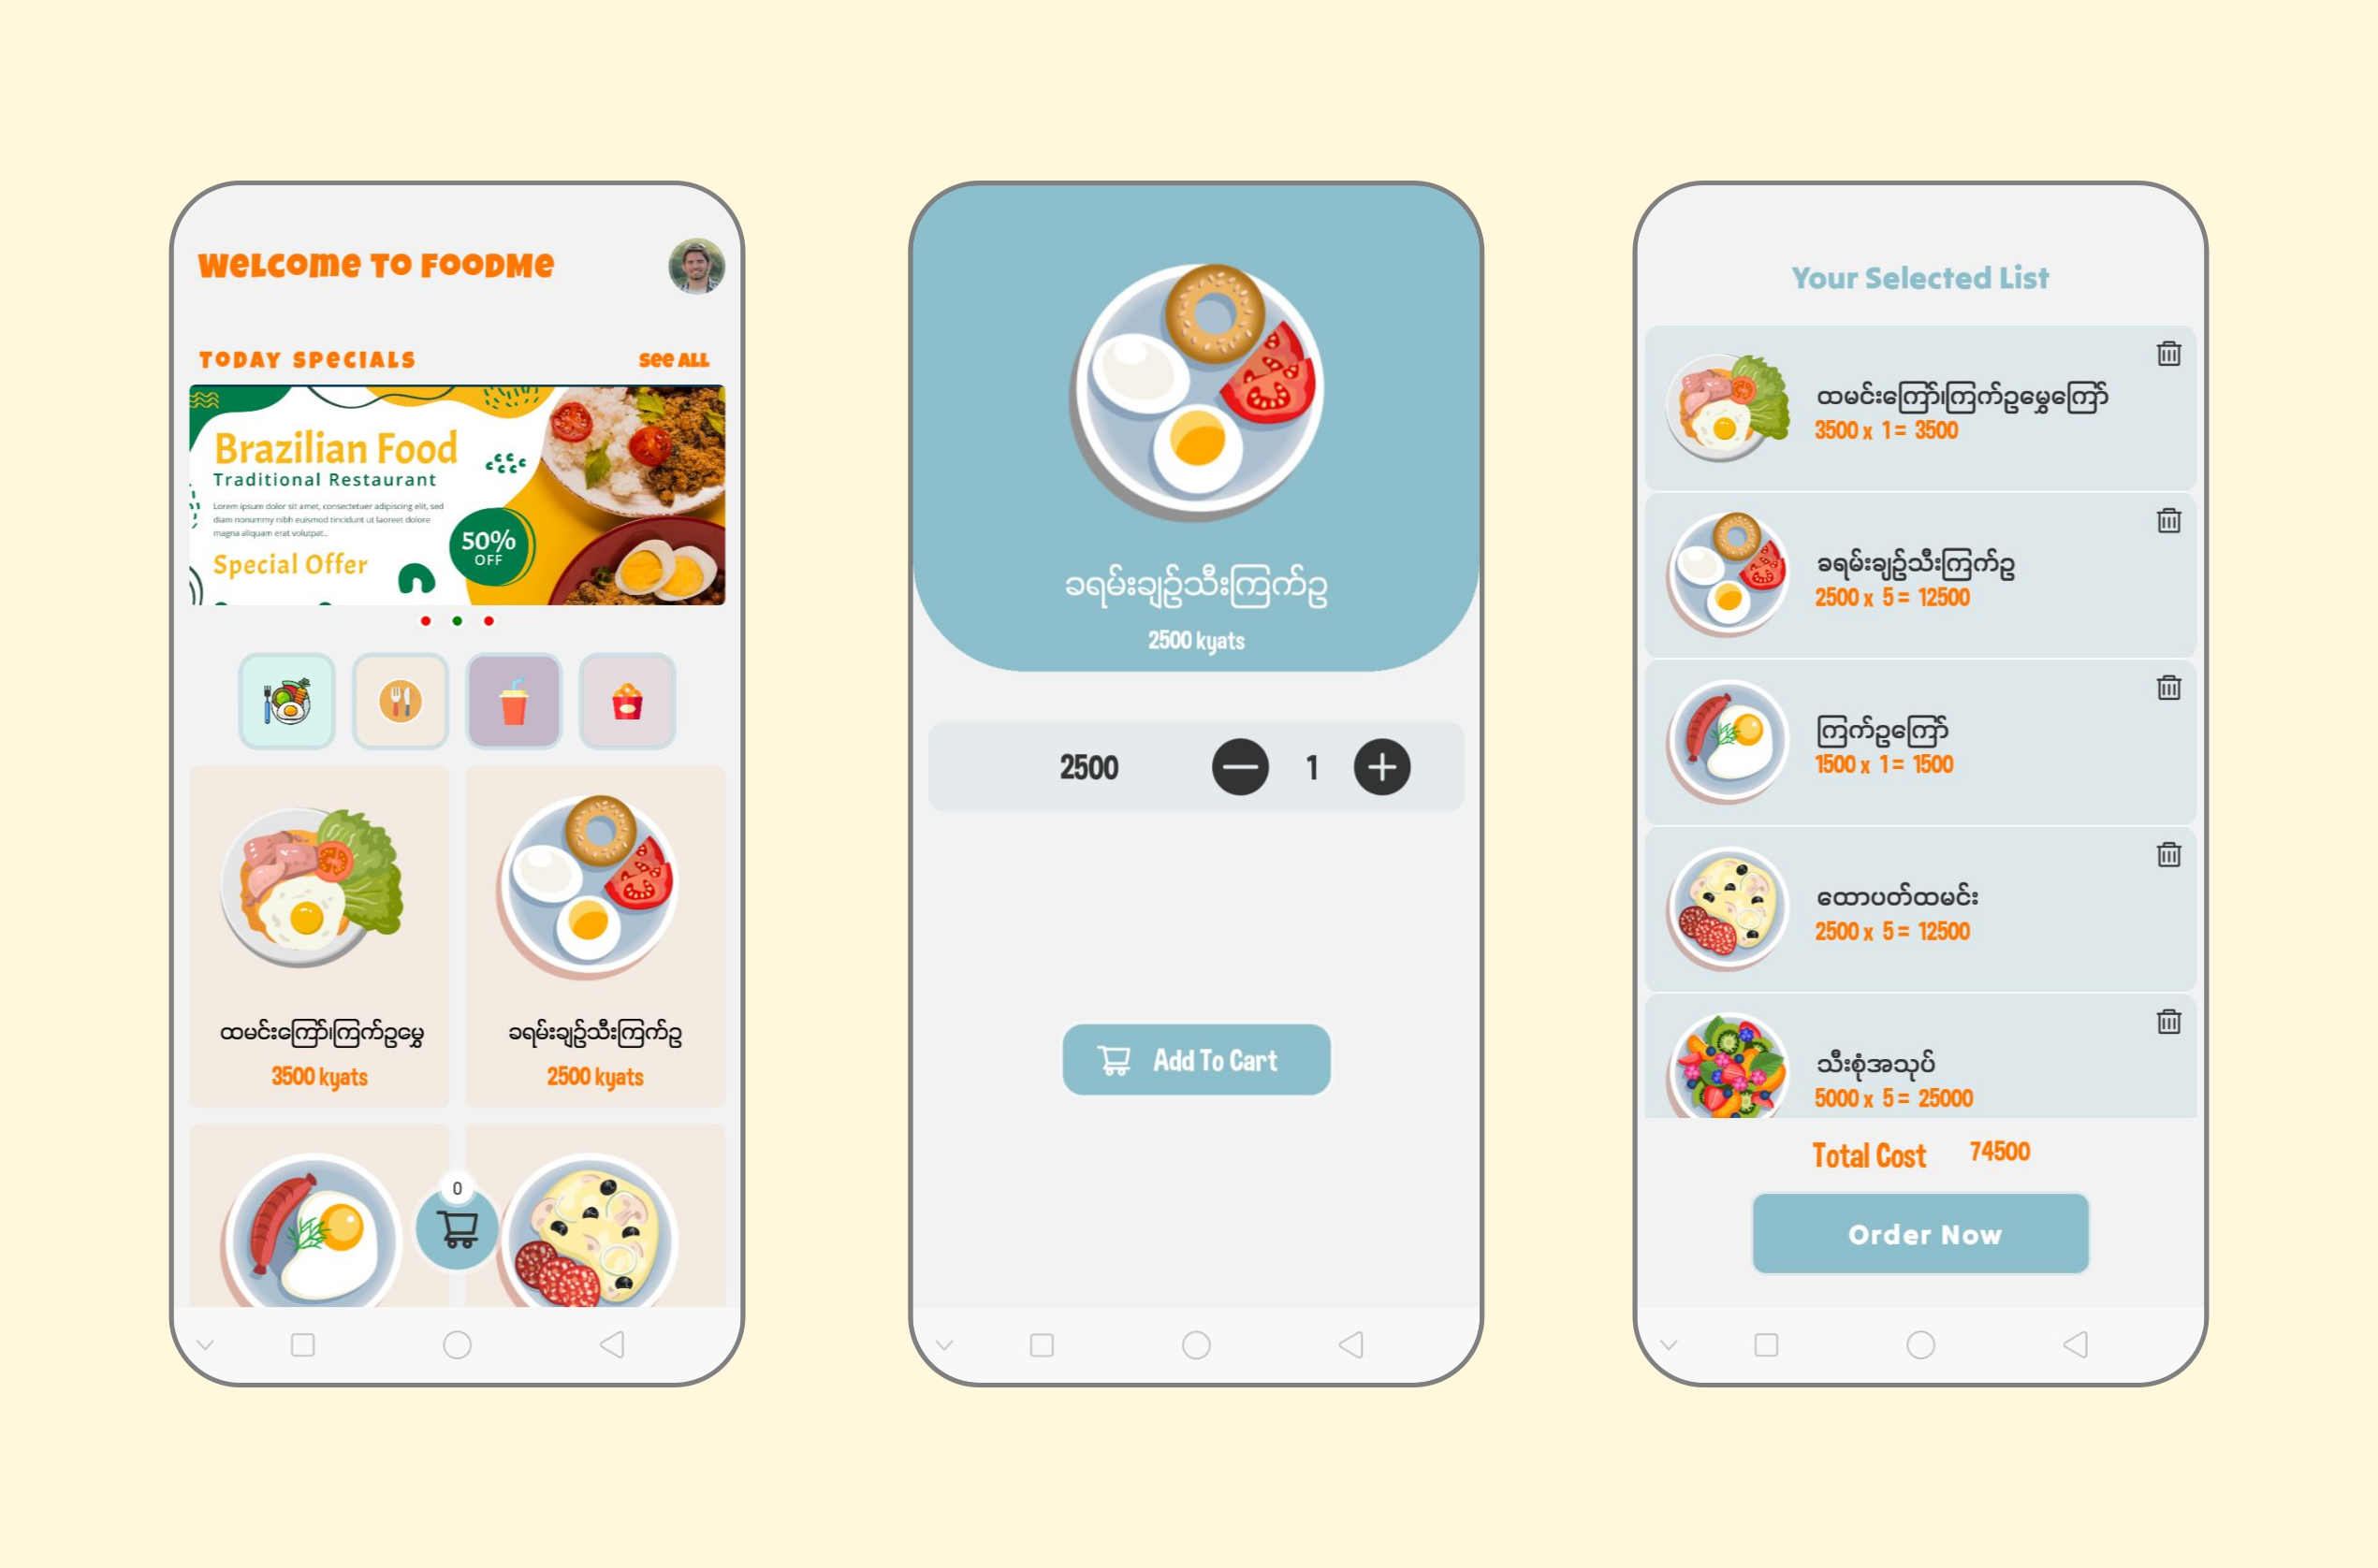 WeLcome To FooDMe
TODAY SPeCIALS
See ALL
Brazilian Food
Traditional Restaurant
Lorem ipsum dolor sit amet, consectetuer adipiscing elit, sed
diam nonummy nibh euismod tincidunt ut laoreet dolore
magna aliquam erat volutpat..
Special Offer
50%
OFF
ထမင်းကြော်၊ကြက်ဥမွှေ
3500 kyats
ခရမ်းချဉ်သီးကြက်ဥ
2500 kyats
0
ခရမ်းချဉ်သီးကြက်ဥ
2500 kyats
2500
1
Add To Cart
Your Selected List
ထမင်းကြော်၊ကြက်ဥမွှေကြော်
3500 x 1 = 3500
ခရမ်းချဉ်သီးကြက်ဥ
2500 x 5 = 12500
ကြက်ဥကြော်
1500 x 1 = 1500
ထောပတ်ထမင်း
2500 x 5 = 12500
သီးစုံအသုပ်
5000 x 5 = 25000
Total Cost 74500
Order Now